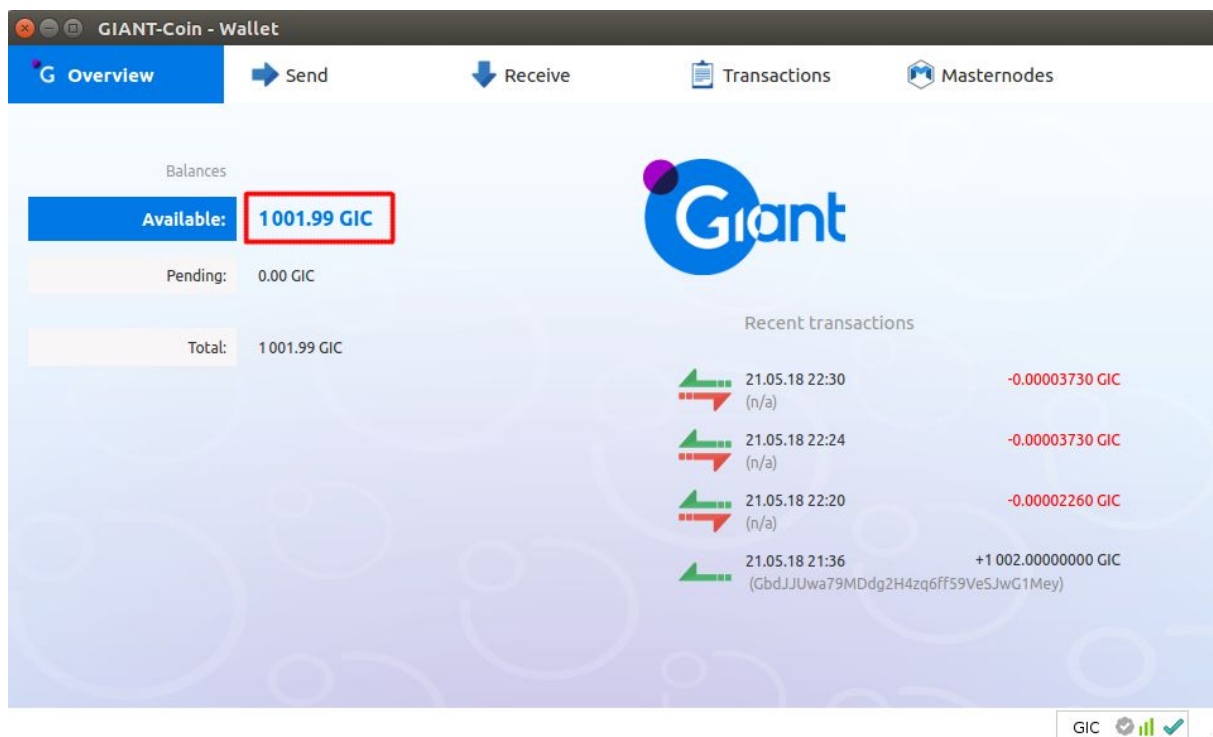 GIANT-Coin - Wallet
G Overview Send Receive Transactions Masternodes
Balances
Available: 1 001.99 GIC
Pending: 0.00 GIC
Total: 1 001.99 GIC
Giant
Recent transactions
21.05.18 22:30 -0.00003730 GIC
(n/a)
21.05.18 22:24 -0.00003730 GIC
(n/a)
21.05.18 22:20 -0.00002260 GIC
(n/a)
21.05.18 21:36 +1 002.00000000 GIC
(GbdJJUwa79MDdg2H4zq6ff59VeSJwG1Mey)
GIC